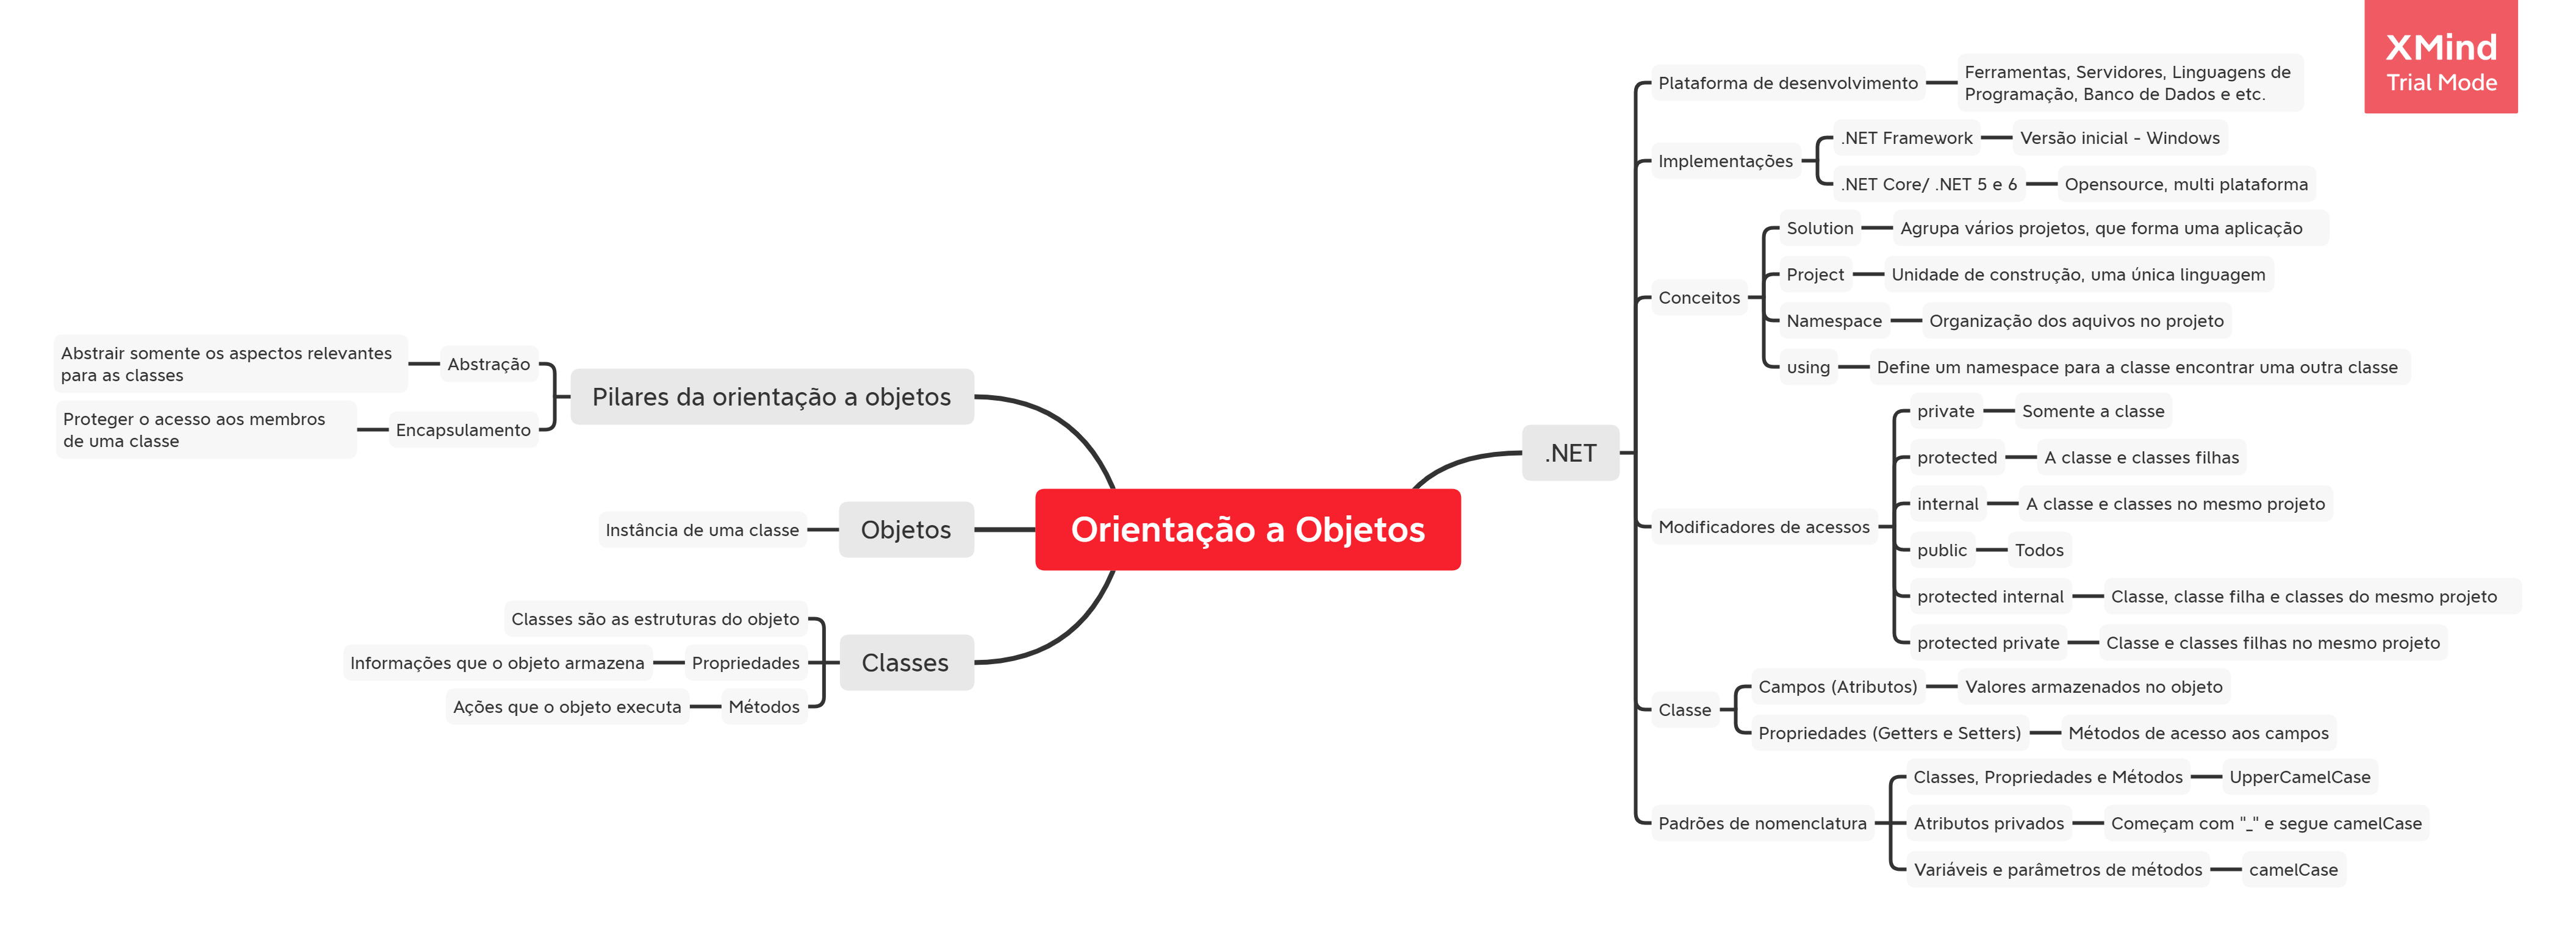 XMind
Trial Mode
Orientação a Objetos
.NET
Plataforma de desenvolvimento
Ferramentas, Servidores, Linguagens de
Programação, Banco de Dados e etc.
Implementações
.NET Framework
Versão inicial - Windows
.NET Core/ .NET 5 e 6
Opensource, multi plataforma
Conceitos
Solution
Agrupa vários projetos, que forma uma aplicação
Project
Unidade de construção, uma única linguagem
Namespace
Organização dos aquivos no projeto
using
Define um namespace para a classe encontrar uma outra classe
Modificadores de acessos
private
Somente a classe
protected
A classe e classes filhas
internal
A classe e classes no mesmo projeto
public
Todos
protected internal
Classe, classe filha e classes do mesmo projeto
protected private
Classe e classes filhas no mesmo projeto
Classe
Campos (Atributos)
Valores armazenados no objeto
Propriedades (Getters e Setters)
Métodos de acesso aos campos
Padrões de nomenclatura
Classes, Propriedades e Métodos
UpperCamelCase
Atributos privados
Começam com "_" e segue camelCase
Variáveis e parâmetros de métodos
camelCase
Pilares da orientação a objetos
Abstração
Abstrair somente os aspectos relevantes
para as classes
Encapsulamento
Proteger o acesso aos membros
de uma classe
Objetos
Instância de uma classe
Classes
Classes são as estruturas do objeto
Propriedades
Informações que o objeto armazena
Métodos
Ações que o objeto executa